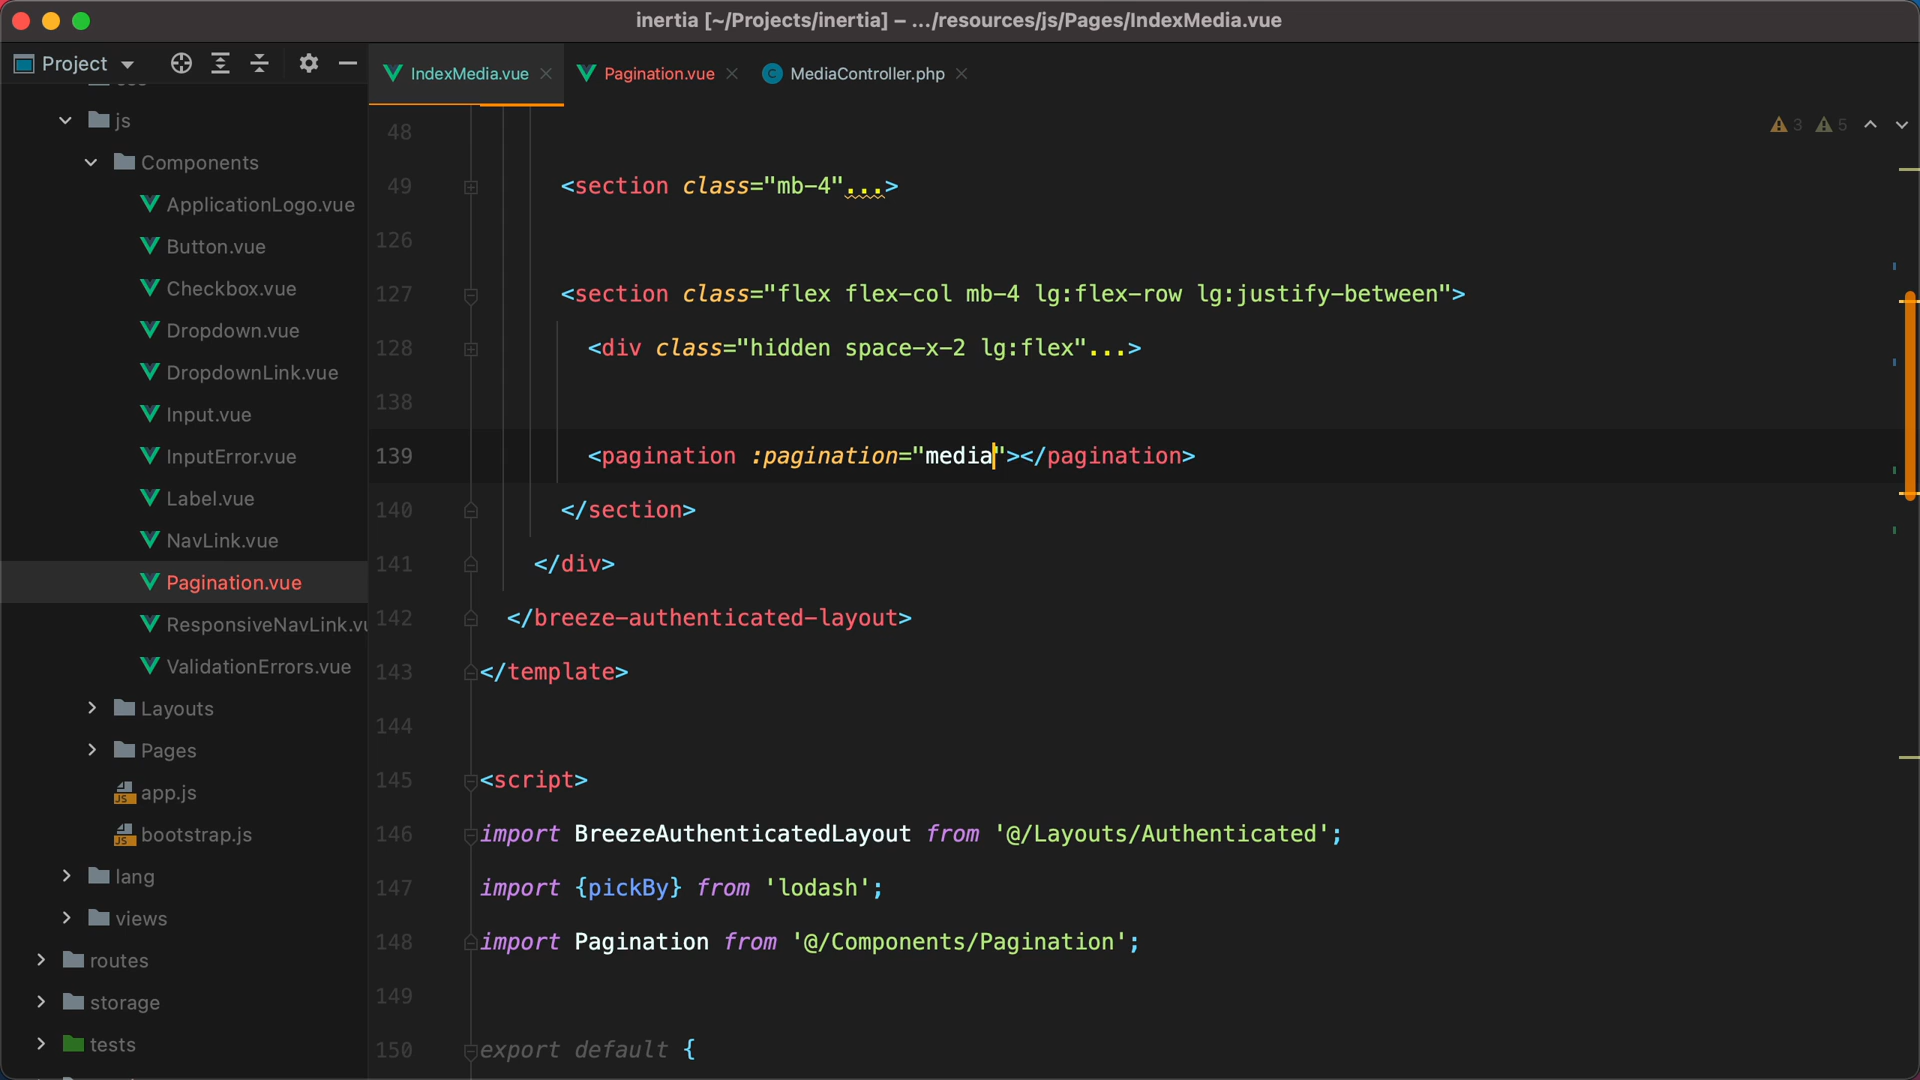 inertia [~/Projects/inertia] – .../resources/js/Pages/IndexMedia.vue
Project
IndexMedia.vue
Pagination.vue
MediaController.php
js
Components
ApplicationLogo.vue
Button.vue
Checkbox.vue
Dropdown.vue
DropdownLink.vue
Input.vue
InputError.vue
Label.vue
NavLink.vue
Pagination.vue
ResponsiveNavLink.vu
ValidationErrors.vue
Layouts
Pages
JS app.js
JS bootstrap.js
lang
views
routes
storage
tests
3 5
48
49 <section class="mb-4"...>
126
127 <section class="flex flex-col mb-4 lg:flex-row lg:justify-between">
128 <div class="hidden space-x-2 lg:flex"...>
138
139 <pagination :pagination="media"></pagination>
140 </section>
141 </div>
142 </breeze-authenticated-layout>
143 </template>
144
145 <script>
146 import BreezeAuthenticatedLayout from '@/Layouts/Authenticated';
147 import {pickBy} from 'lodash';
148 import Pagination from '@/Components/Pagination';
149
150 export default {